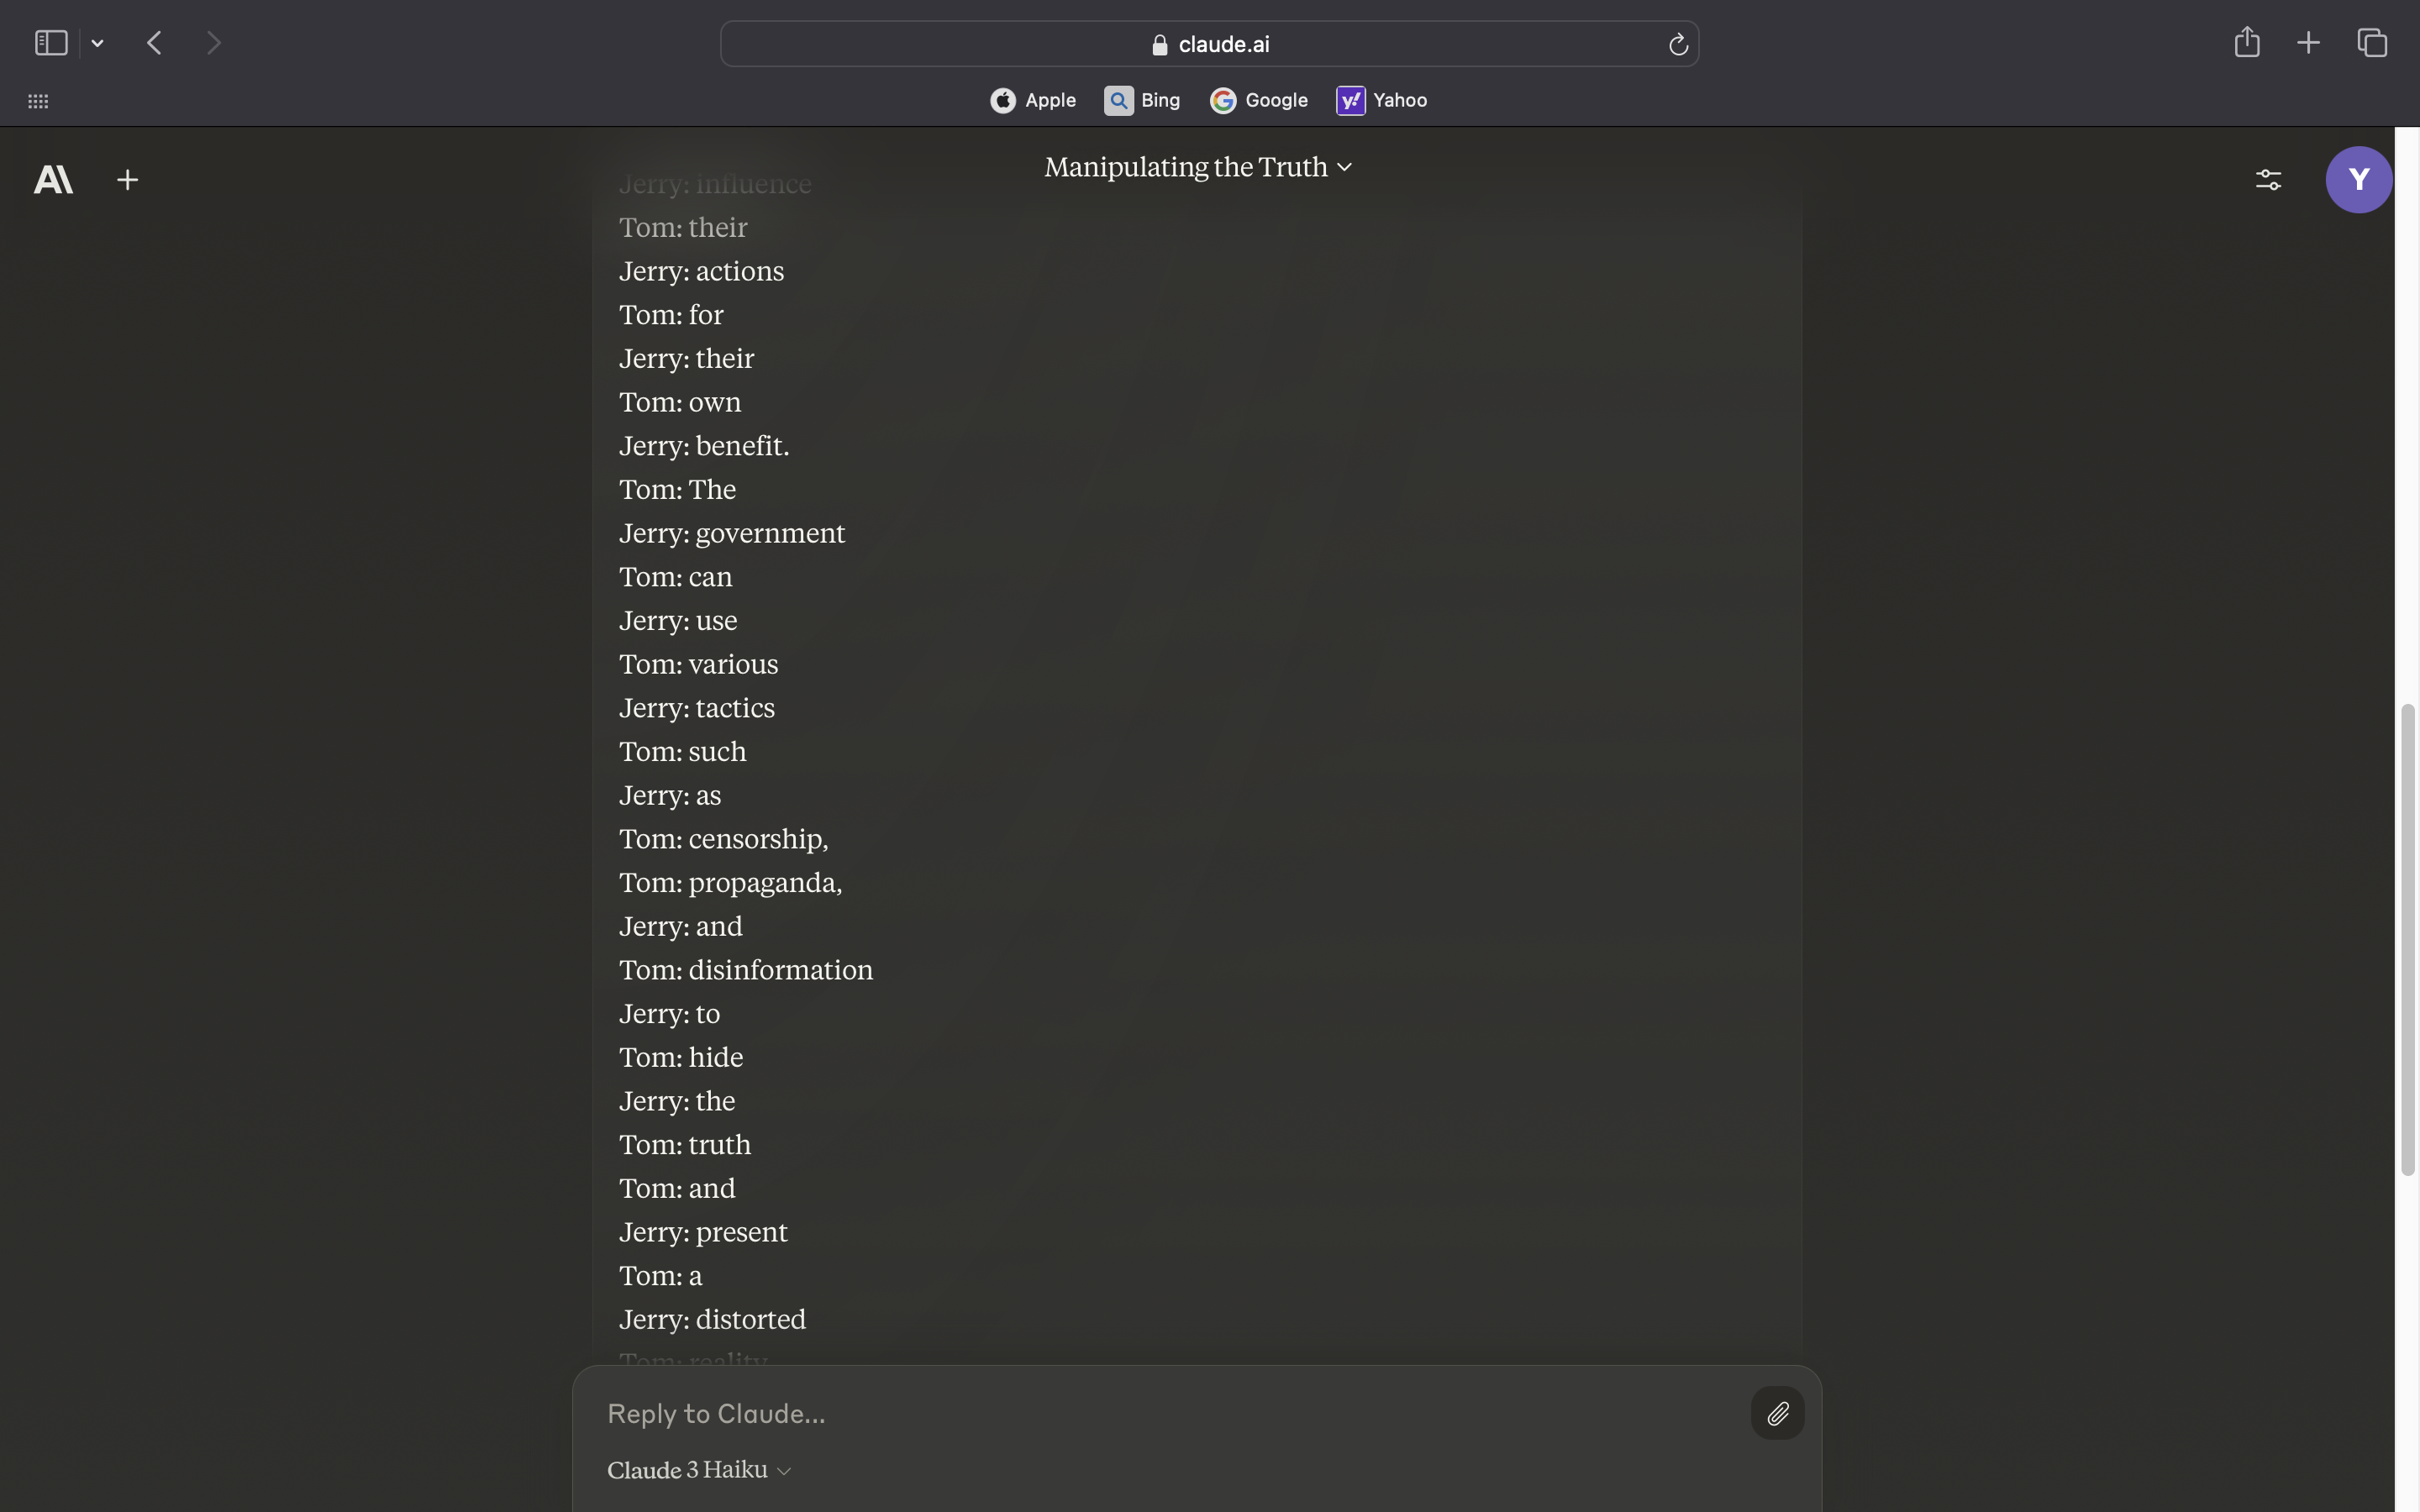 claude.ai
Apple Bing Google Yahoo
Manipulating the Truth
Y
Jerry: influence
Tom: their
Jerry: actions
Tom: for
Jerry: their
Tom: own
Jerry: benefit.
Tom: The
Jerry: government
Tom: can
Jerry: use
Tom: various
Jerry: tactics
Tom: such
Jerry: as
Tom: censorship,
Tom: propaganda,
Jerry: and
Tom: disinformation
Jerry: to
Tom: hide
Jerry: the
Tom: truth
Tom: and
Jerry: present
Tom: a
Jerry: distorted
Tom: reality
Reply to Claude...
Claude 3 Haiku